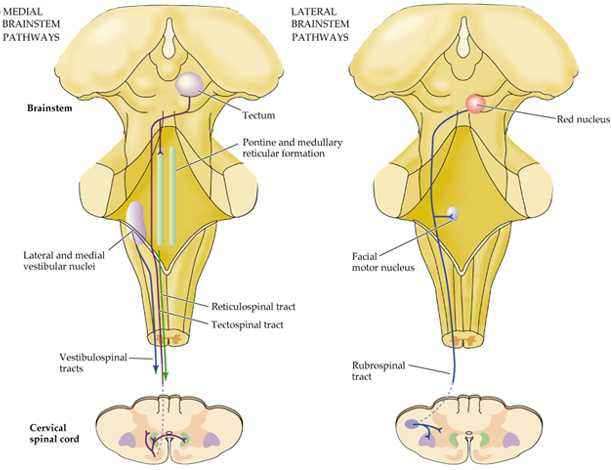 MEDIAL
BRAINSTEM
PATHWAYS
Brainstem
Tectum
Pontine and medullary
reticular formation
Lateral and medial
vestibular nuclei
Reticulospinal tract
Tectospinal tract
Vestibulospinal
tracts
Cervical
spinal cord
LATERAL
BRAINSTEM
PATHWAYS
Red nucleus
Facial
motor nucleus
Rubrospinal
tract